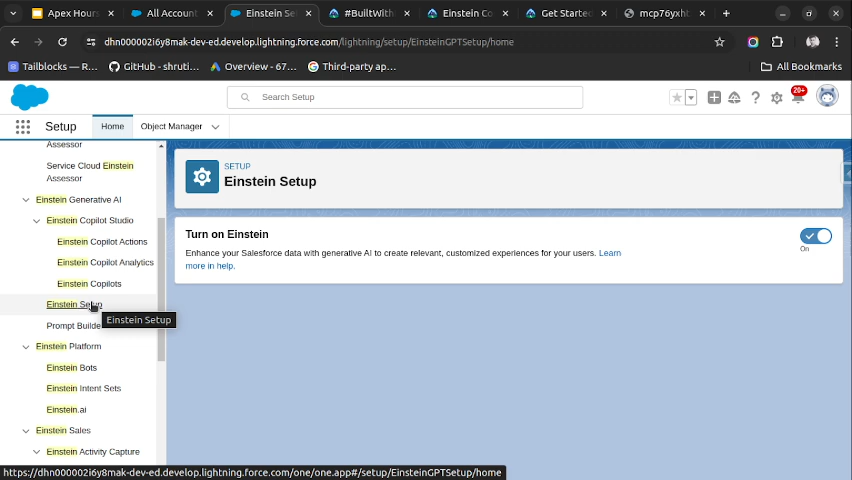 Apex Hours
All Account
Einstein Se
#BuiltWith
Einstein Co
Get Started
mcp76yxht
dhn000002i6y8mak-dev-ed.develop.lightning.force.com/lightning/setup/EinsteinGPTSetup/home
Tailblocks — R...
GitHub - shruti...
Overview - 67...
Third-party ap...
All Bookmarks
Search Setup
20+
Setup
Home
Object Manager
Assessor
Service Cloud Einstein
Assessor
Einstein Generative AI
Einstein Copilot Studio
Einstein Copilot Actions
Einstein Copilot Analytics
Einstein Copilots
Einstein Setup
Einstein Setup
Prompt Builde
Einstein Platform
Einstein Bots
Einstein Intent Sets
Einstein.ai
Einstein Sales
Einstein Activity Capture
SETUP
Einstein Setup
Turn on Einstein
Enhance your Salesforce data with generative AI to create relevant, customized experiences for your users. Learn
more in help.
On
https://dhn000002i6y8mak-dev-ed.develop.lightning.force.com/one/one.app#/setup/EinsteinGPTSetup/home